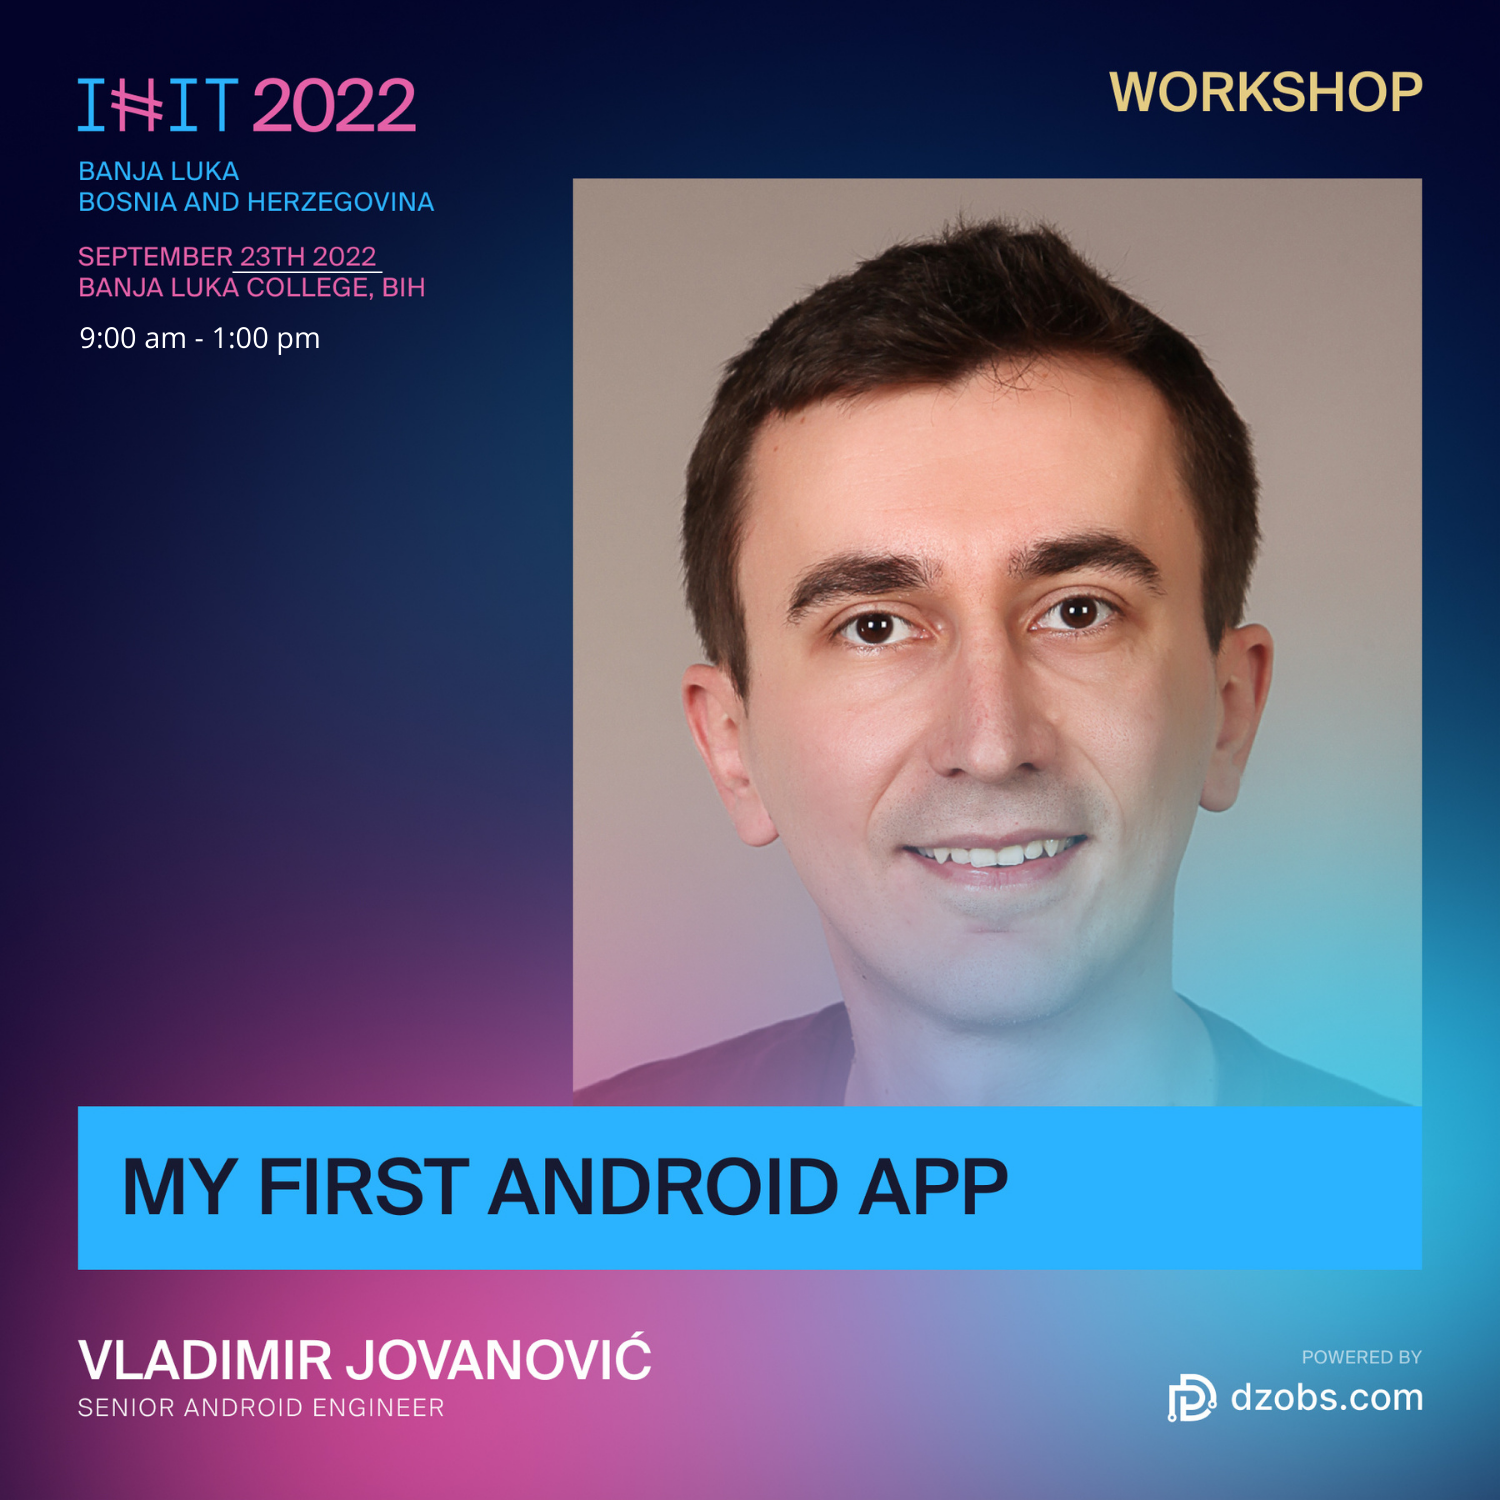 INIT 2022
WORKSHOP
BANJA LUKA
BOSNIA AND HERZEGOVINA
SEPTEMBER 23TH 2022
BANJA LUKA COLLEGE, BIH
9:00 am - 1:00 pm
MY FIRST ANDROID APP
VLADIMIR JOVANOVIĆ
SENIOR ANDROID ENGINEER
POWERED BY
dzobs.com